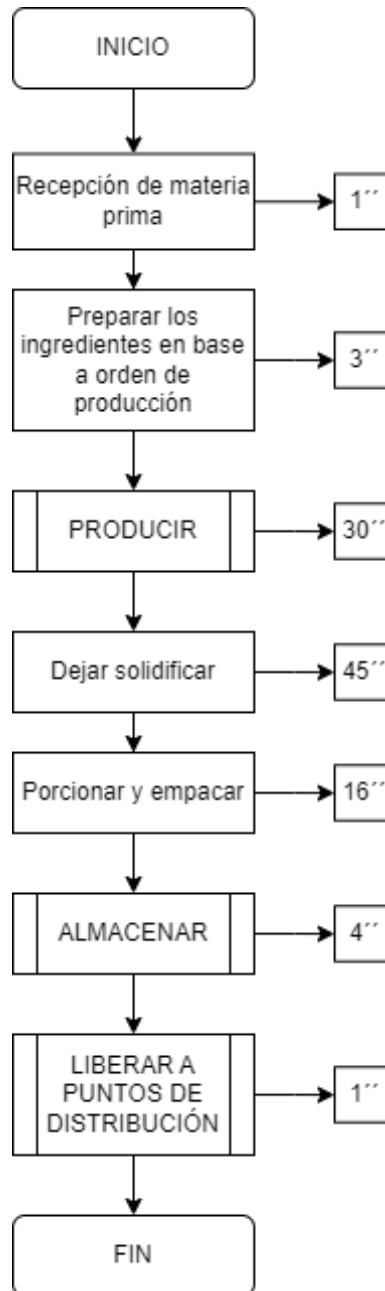 INICIO
Recepción de materia
prima
1´´
Preparar los
ingredientes en base
a orden de
producción
3´´
PRODUCIR
30´´
Dejar solidificar
45´´
Porcionar y empacar
16´´
ALMACENAR
4´´
LIBERAR A
PUNTOS DE
DISTRIBUCIÓN
1´´
FIN